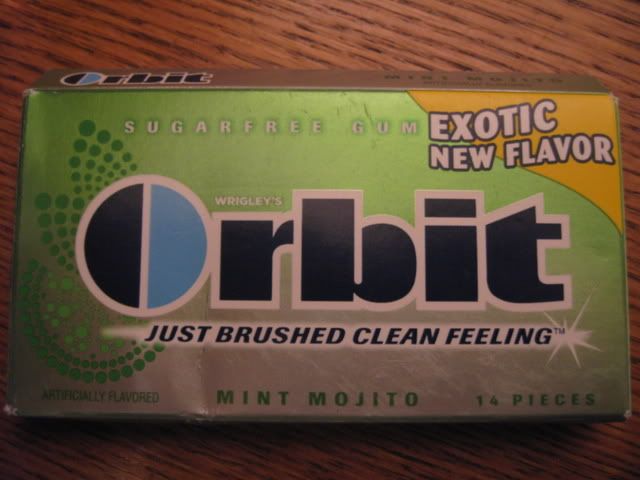 Orbit MINT MOJITO
SUGARFREE GUM
EXOTIC
NEW FLAVOR
WRIGLEY'S
Orbit
JUST BRUSHED CLEAN FEELING™
ARTIFICIALLY FLAVORED MINT MOJITO 14 PIECES